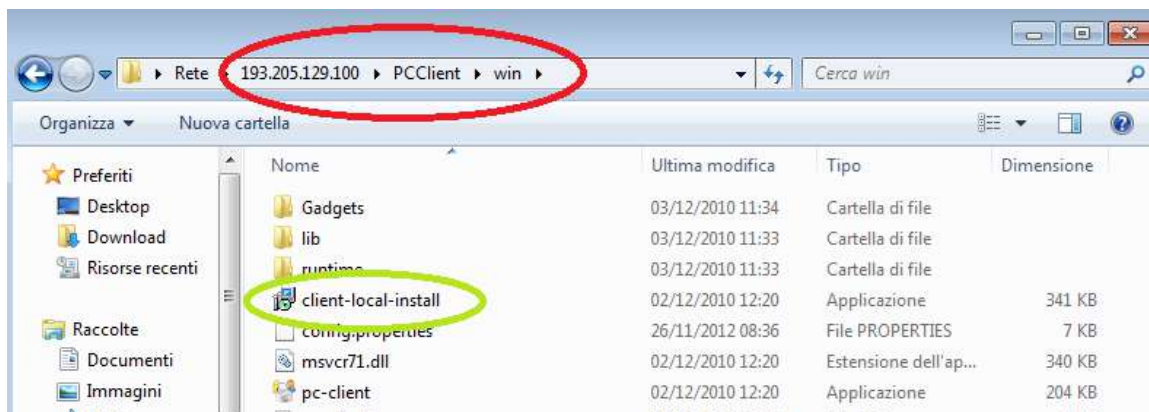 Rete 193.205.129.100 PCClient win Cerca win
Organizza Nuova cartella
Preferiti
Desktop
Download
Risorse recenti
Raccolte
Documenti
Immagini
Nome Ultima modifica Tipo Dimensione
Gadgets 03/12/2010 11:34 Cartella di file
lib 03/12/2010 11:33 Cartella di file
runtime 03/12/2010 11:33 Cartella di file
client-local-install 02/12/2010 12:20 Applicazione 341 KB
config.properties 26/11/2012 08:36 File PROPERTIES 7 KB
msvcr71.dll 02/12/2010 12:20 Estensione dell'ap... 340 KB
pc-client 02/12/2010 12:20 Applicazione 204 KB